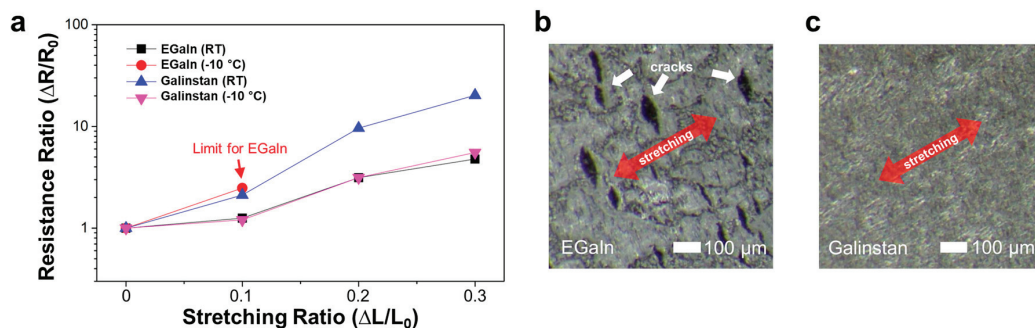 a
Resistance Ratio (ΔR/R₀)
100
10
1
EGaIn (RT)
EGaIn (-10 °C)
Galinstan (RT)
Galinstan (-10 °C)
Limit for EGaIn
0
0.1
0.2
0.3
Stretching Ratio (ΔL/L₀)
b
cracks
stretching
EGaIn
100 µm
c
stretching
Galinstan
100 µm